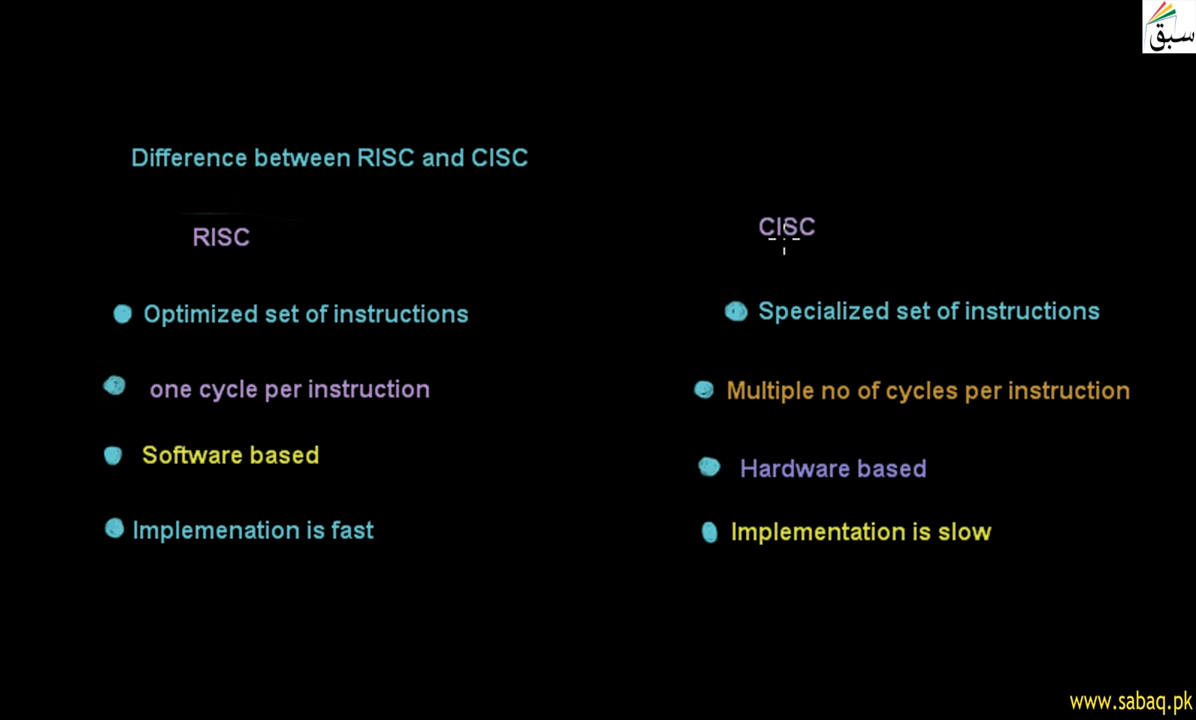 سبق
Difference between RISC and CISC
RISC
CISC
Optimized set of instructions
Specialized set of instructions
one cycle per instruction
Multiple no of cycles per instruction
Software based
Hardware based
Implemenation is fast
Implementation is slow
www.sabaq.pk